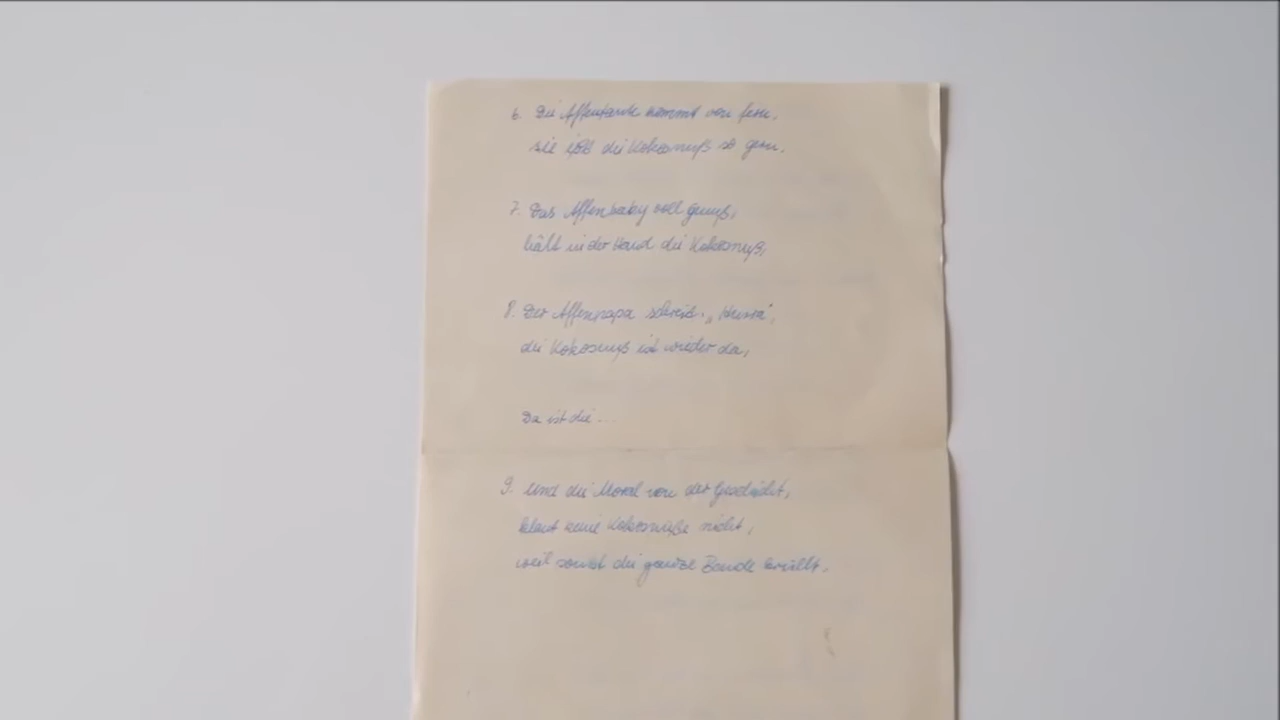 6. Die Affentante kommt von fern,
sie ißt die Kokosnuß so gern.
7. Das Affenbaby voll Genuß,
hält in der Hand die Kokosnuß,
8. Der Affenpapa schreit: „Hurra",
die Kokosnuß ist wieder da,
Da ist die ...
9. Und die Moral von der Geschicht,
klaut keine Kokosnüße nicht,
weil sonst die ganze Bande brüllt.